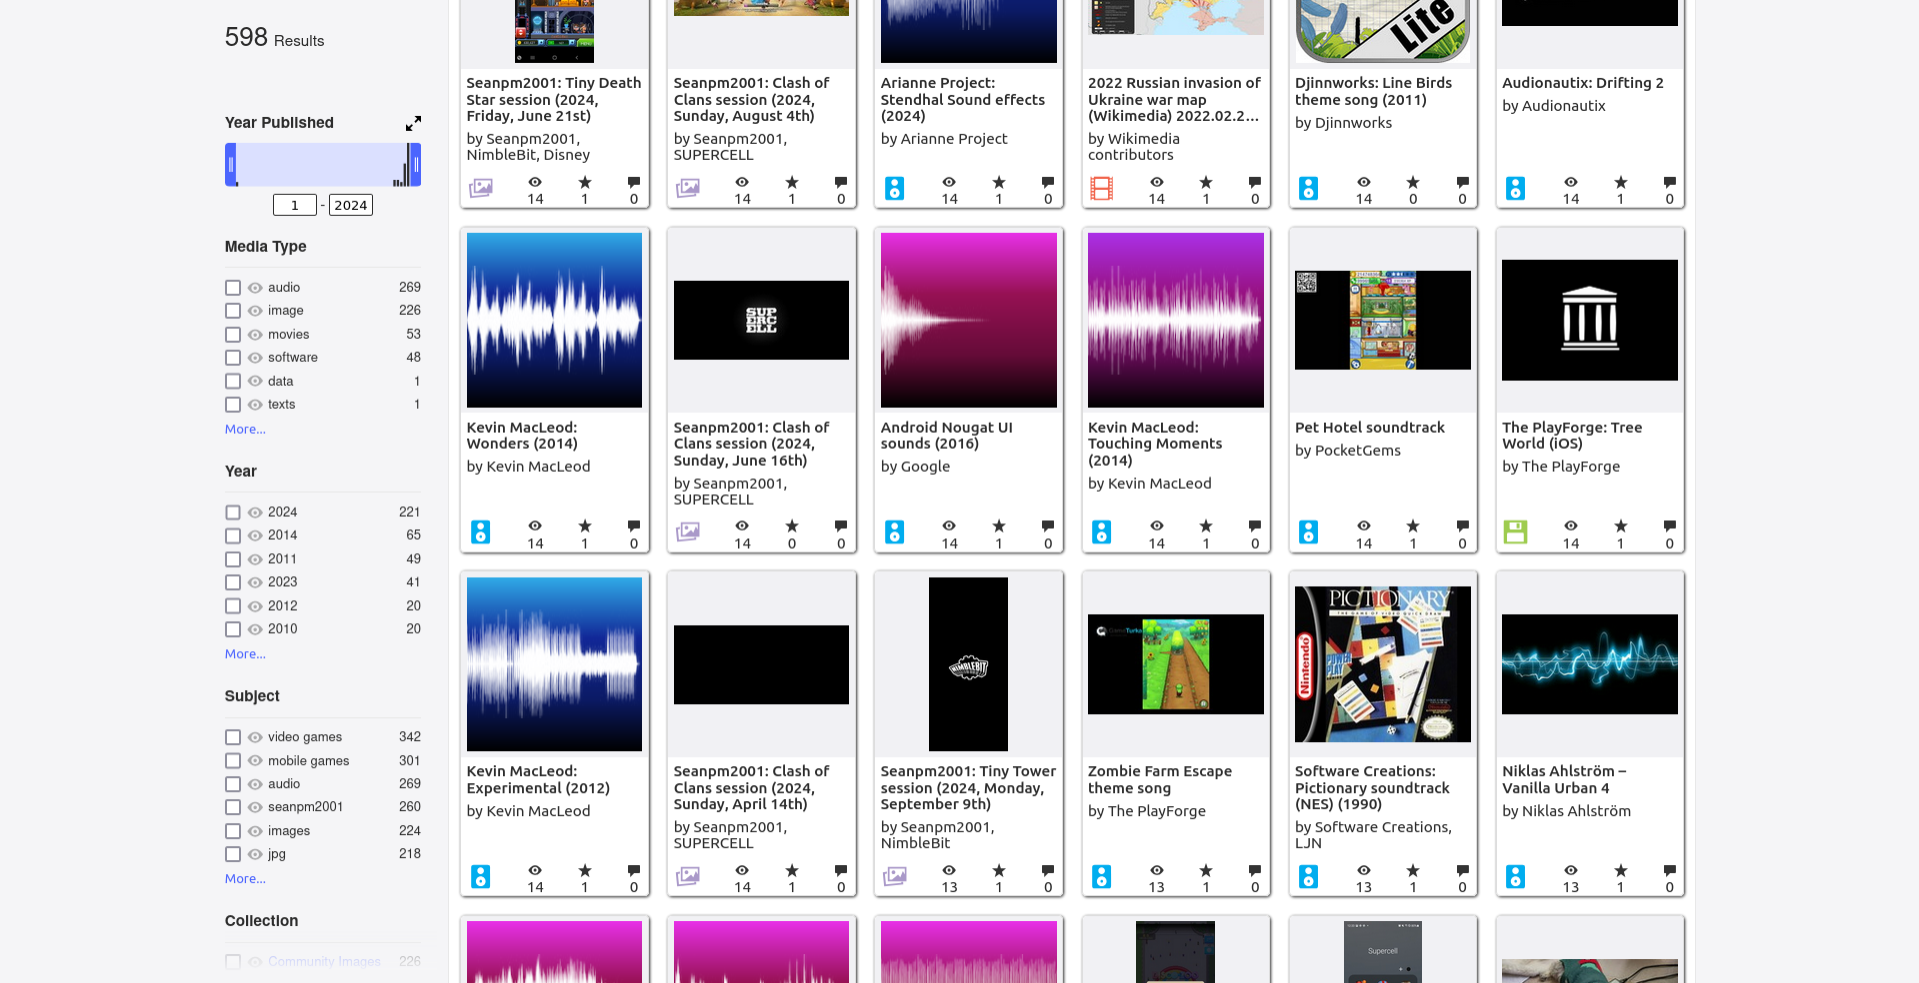 598 Results
Year Published
1 - 2024
Media Type
audio 269
image 226
movies 53
software 48
data 1
texts 1
More...
Year
2024 221
2014 65
2011 49
2023 41
2012 20
2010 20
More...
Subject
video games 342
mobile games 301
audio 269
seanpm2001 260
images 224
jpg 218
More...
Collection
Community Images 226
Seanpm2001: Tiny Death
Star session (2024,
Friday, June 21st)
by Seanpm2001,
NimbleBit, Disney
14 1 0
Seanpm2001: Clash of
Clans session (2024,
Sunday, August 4th)
by Seanpm2001,
SUPERCELL
14 1 0
Arianne Project:
Stendhal Sound effects
(2024)
by Arianne Project
14 1 0
2022 Russian invasion of
Ukraine war map
(Wikimedia) 2022.02.2...
by Wikimedia
contributors
14 1 0
Lite
Djinnworks: Line Birds
theme song (2011)
by Djinnworks
14 0 0
Audionautix: Drifting 2
by Audionautix
14 1 0
Kevin MacLeod:
Wonders (2014)
by Kevin MacLeod
14 1 0
SUP
ERC
ELL
Seanpm2001: Clash of
Clans session (2024,
Sunday, June 16th)
by Seanpm2001,
SUPERCELL
14 0 0
Android Nougat UI
sounds (2016)
by Google
14 1 0
Kevin MacLeod:
Touching Moments
(2014)
by Kevin MacLeod
14 1 0
Pet Hotel soundtrack
by PocketGems
14 1 0
The PlayForge: Tree
World (iOS)
by The PlayForge
14 1 0
Kevin MacLeod:
Experimental (2012)
by Kevin MacLeod
14 1 0
Seanpm2001: Clash of
Clans session (2024,
Sunday, April 14th)
by Seanpm2001,
SUPERCELL
14 1 0
NIMBLEBIT
Seanpm2001: Tiny Tower
session (2024, Monday,
September 9th)
by Seanpm2001,
NimbleBit
13 1 0
Zombie Farm Escape
theme song
by The PlayForge
13 1 0
PICTIONARY
THE GAME OF VIDEO QUICK DRAW
Nintendo
Software Creations:
Pictionary soundtrack
(NES) (1990)
by Software Creations,
LJN
13 1 0
Niklas Ahlström –
Vanilla Urban 4
by Niklas Ahlström
13 1 0
Supercell